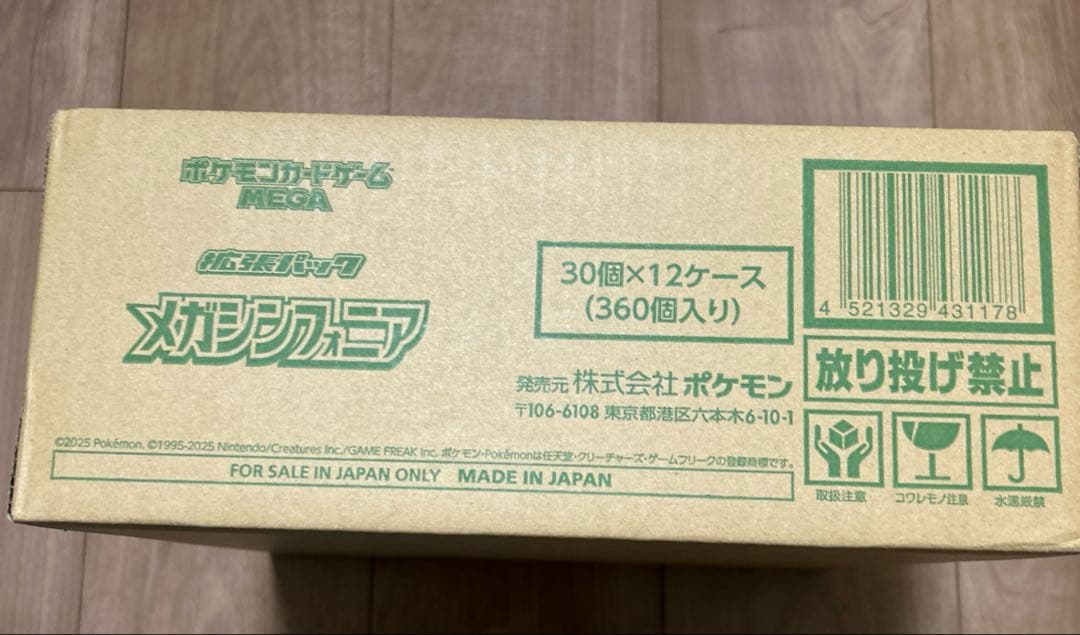 ポケモンカードゲーム
MEGA
拡張パック
メガシンフォニア
30個×12ケース
(360個入り)
発売元 株式会社 ポケモン
〒106-6108 東京都港区六本木6-10-1
©2025 Pokémon. ©1995-2025 Nintendo/Creatures Inc./GAME FREAK inc. ポケモン・Pokémonは任天堂・クリーチャーズ・ゲームフリークの登録商標です。
FOR SALE IN JAPAN ONLY MADE IN JAPAN
4 521329 431178
放り投げ禁止
取扱注意
コワレモノ注意
水濡厳禁